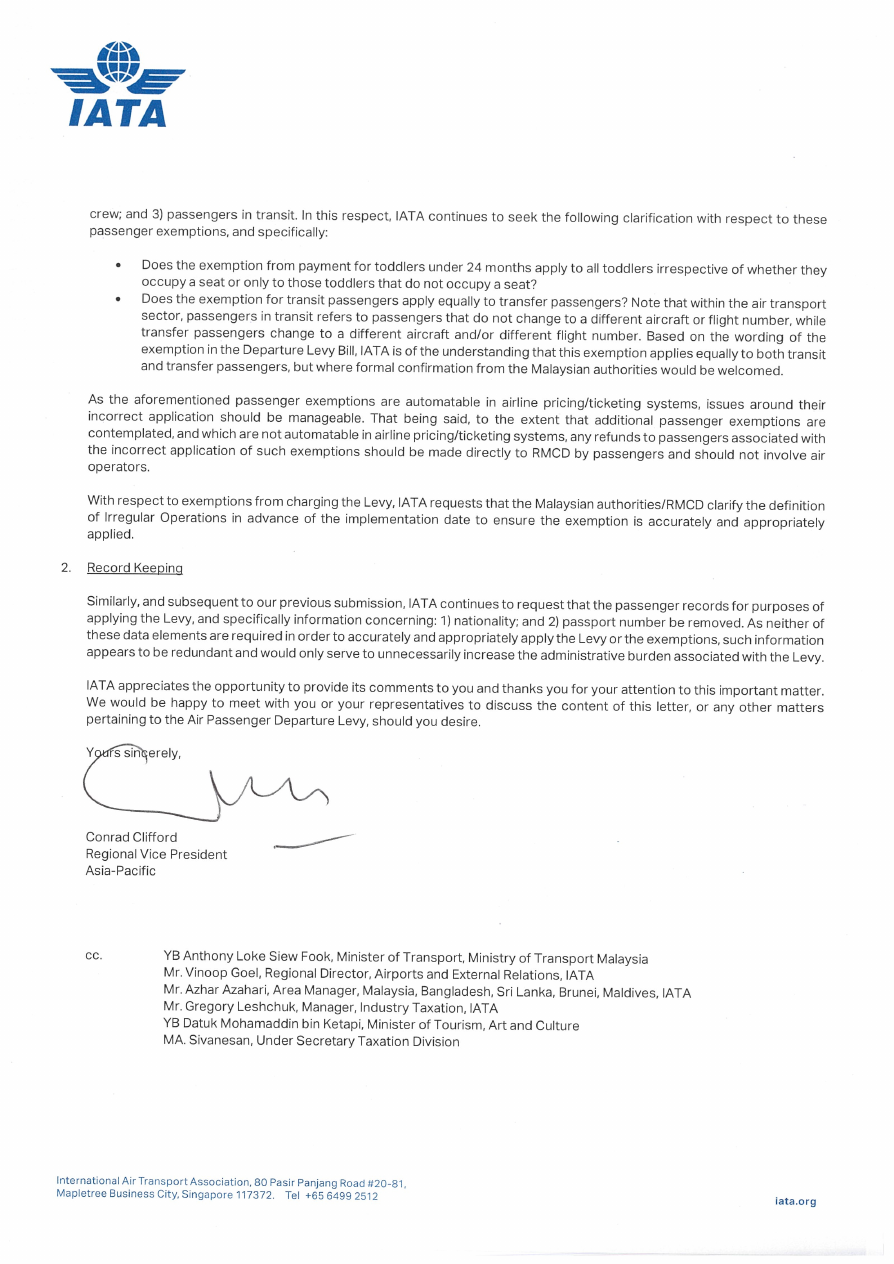 IATA
crew; and 3) passengers in transit. In this respect, IATA continues to seek the following clarification with respect to these
passenger exemptions, and specifically:
• Does the exemption from payment for toddlers under 24 months apply to all toddlers irrespective of whether they
occupy a seat or only to those toddlers that do not occupy a seat?
• Does the exemption for transit passengers apply equally to transfer passengers? Note that within the air transport
sector, passengers in transit refers to passengers that do not change to a different aircraft or flight number, while
transfer passengers change to a different aircraft and/or different flight number. Based on the wording of the
exemption in the Departure Levy Bill, IATA is of the understanding that this exemption applies equally to both transit
and transfer passengers, but where formal confirmation from the Malaysian authorities would be welcomed.
As the aforementioned passenger exemptions are automatable in airline pricing/ticketing systems, issues around their
incorrect application should be manageable. That being said, to the extent that additional passenger exemptions are
contemplated, and which are not automatable in airline pricing/ticketing systems, any refunds to passengers associated with
the incorrect application of such exemptions should be made directly to RMCD by passengers and should not involve air
operators.
With respect to exemptions from charging the Levy, IATA requests that the Malaysian authorities/RMCD clarify the definition
of Irregular Operations in advance of the implementation date to ensure the exemption is accurately and appropriately
applied.
2. Record Keeping
Similarly, and subsequent to our previous submission, IATA continues to request that the passenger records for purposes of
applying the Levy, and specifically information concerning: 1) nationality; and 2) passport number be removed. As neither of
these data elements are required in order to accurately and appropriately apply the Levy or the exemptions, such information
appears to be redundant and would only serve to unnecessarily increase the administrative burden associated with the Levy.
IATA appreciates the opportunity to provide its comments to you and thanks you for your attention to this important matter.
We would be happy to meet with you or your representatives to discuss the content of this letter, or any other matters
pertaining to the Air Passenger Departure Levy, should you desire.
Yours sincerely,
Conrad Clifford
Regional Vice President
Asia-Pacific
cc. YB Anthony Loke Siew Fook, Minister of Transport, Ministry of Transport Malaysia
Mr. Vinoop Goel, Regional Director, Airports and External Relations, IATA
Mr. Azhar Azahari, Area Manager, Malaysia, Bangladesh, Sri Lanka, Brunei, Maldives, IATA
Mr. Gregory Leshchuk, Manager, Industry Taxation, IATA
YB Datuk Mohamaddin bin Ketapi, Minister of Tourism, Art and Culture
MA. Sivanesan, Under Secretary Taxation Division
International Air Transport Association, 80 Pasir Panjang Road #20-81,
Mapletree Business City, Singapore 117372. Tel +65 6499 2512
iata.org